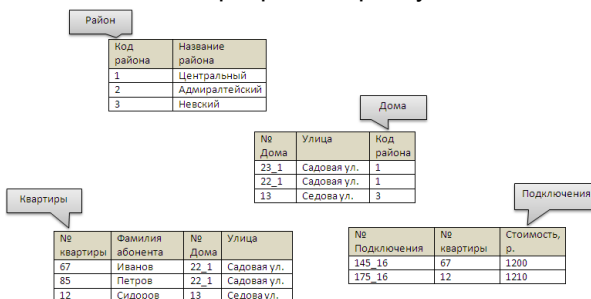 Район
Код района Название района
1 Центральный
2 Адмиралтейский
3 Невский
Дома
№ Дома Улица Код района
23_1 Садовая ул. 1
22_1 Садовая ул. 1
13 Седова ул. 3
Квартиры
№ квартиры Фамилия абонента № Дома Улица
67 Иванов 22_1 Садовая ул.
85 Петров 22_1 Садовая ул.
12 Сидоров 13 Седова ул.
Подключения
№ Подключения № квартиры Стоимость, р.
145_16 67 1200
175_16 12 1210